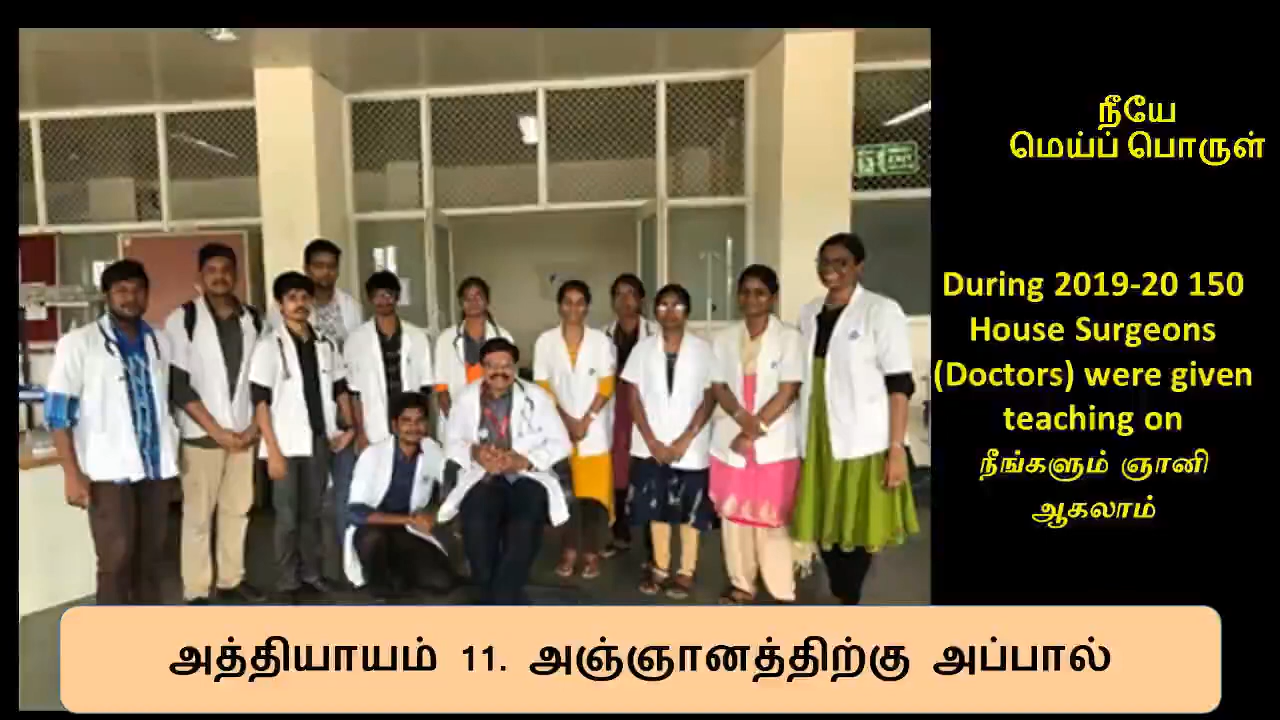 நீயே
மெய்ப் பொருள்
During 2019-20 150
House Surgeons
(Doctors) were given
teaching on
நீங்களும் ஞானி
ஆகலாம்
EXIT
அத்தியாயம் 11. அஞ்ஞானத்திற்கு அப்பால்